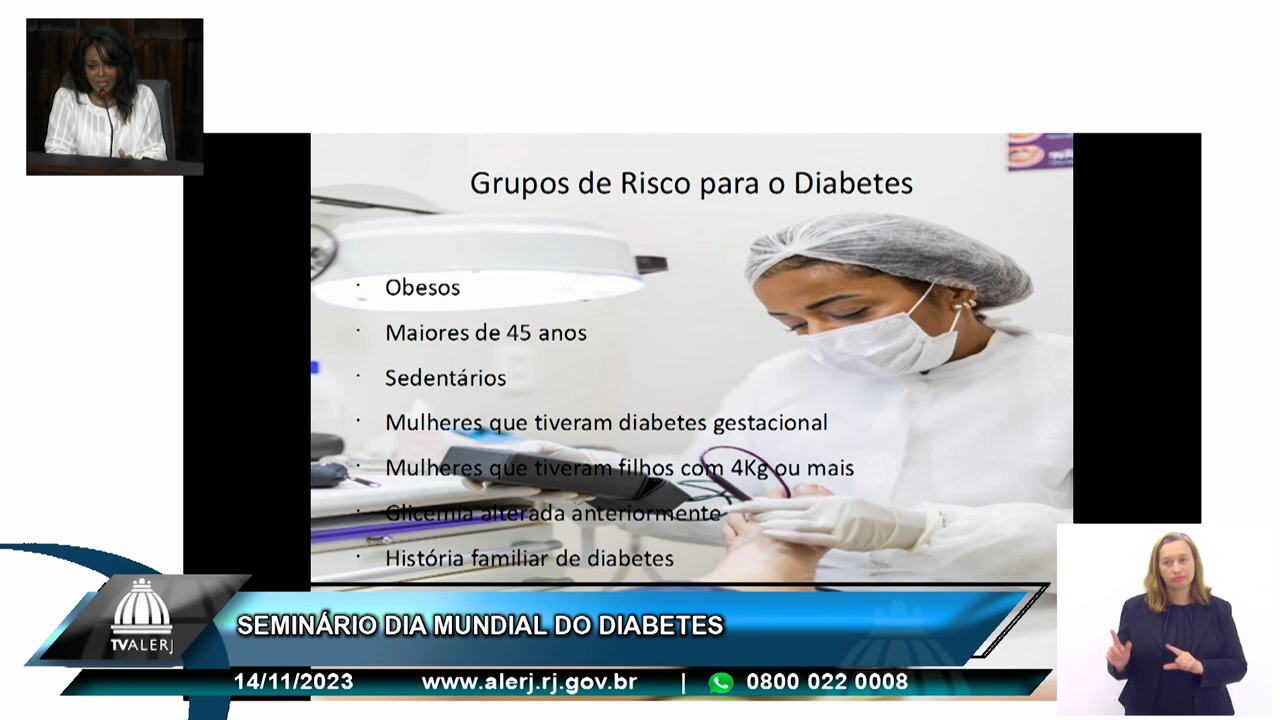 Grupos de Risco para o Diabetes
· Obesos
· Maiores de 45 anos
· Sedentários
· Mulheres que tiveram diabetes gestacional
· Mulheres que tiveram filhos com 4Kg ou mais
· Glicemia alterada anteriormente
· História familiar de diabetes
TVALERJ
SEMINÁRIO DIA MUNDIAL DO DIABETES
14/11/2023 www.alerj.rj.gov.br | 0800 022 0008